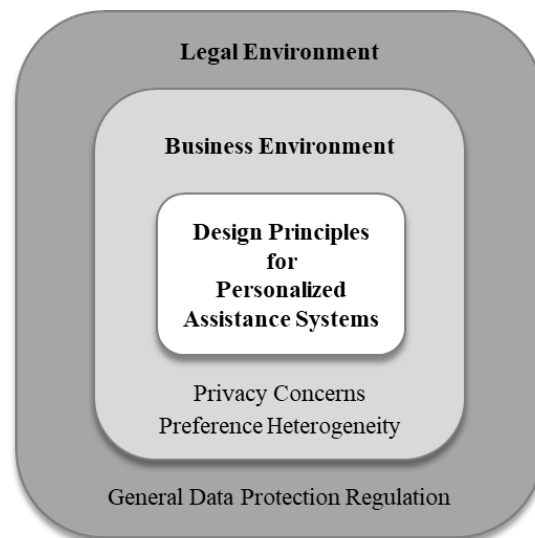 Legal Environment
Business Environment
Design Principles
for
Personalized
Assistance Systems
Privacy Concerns
Preference Heterogeneity
General Data Protection Regulation